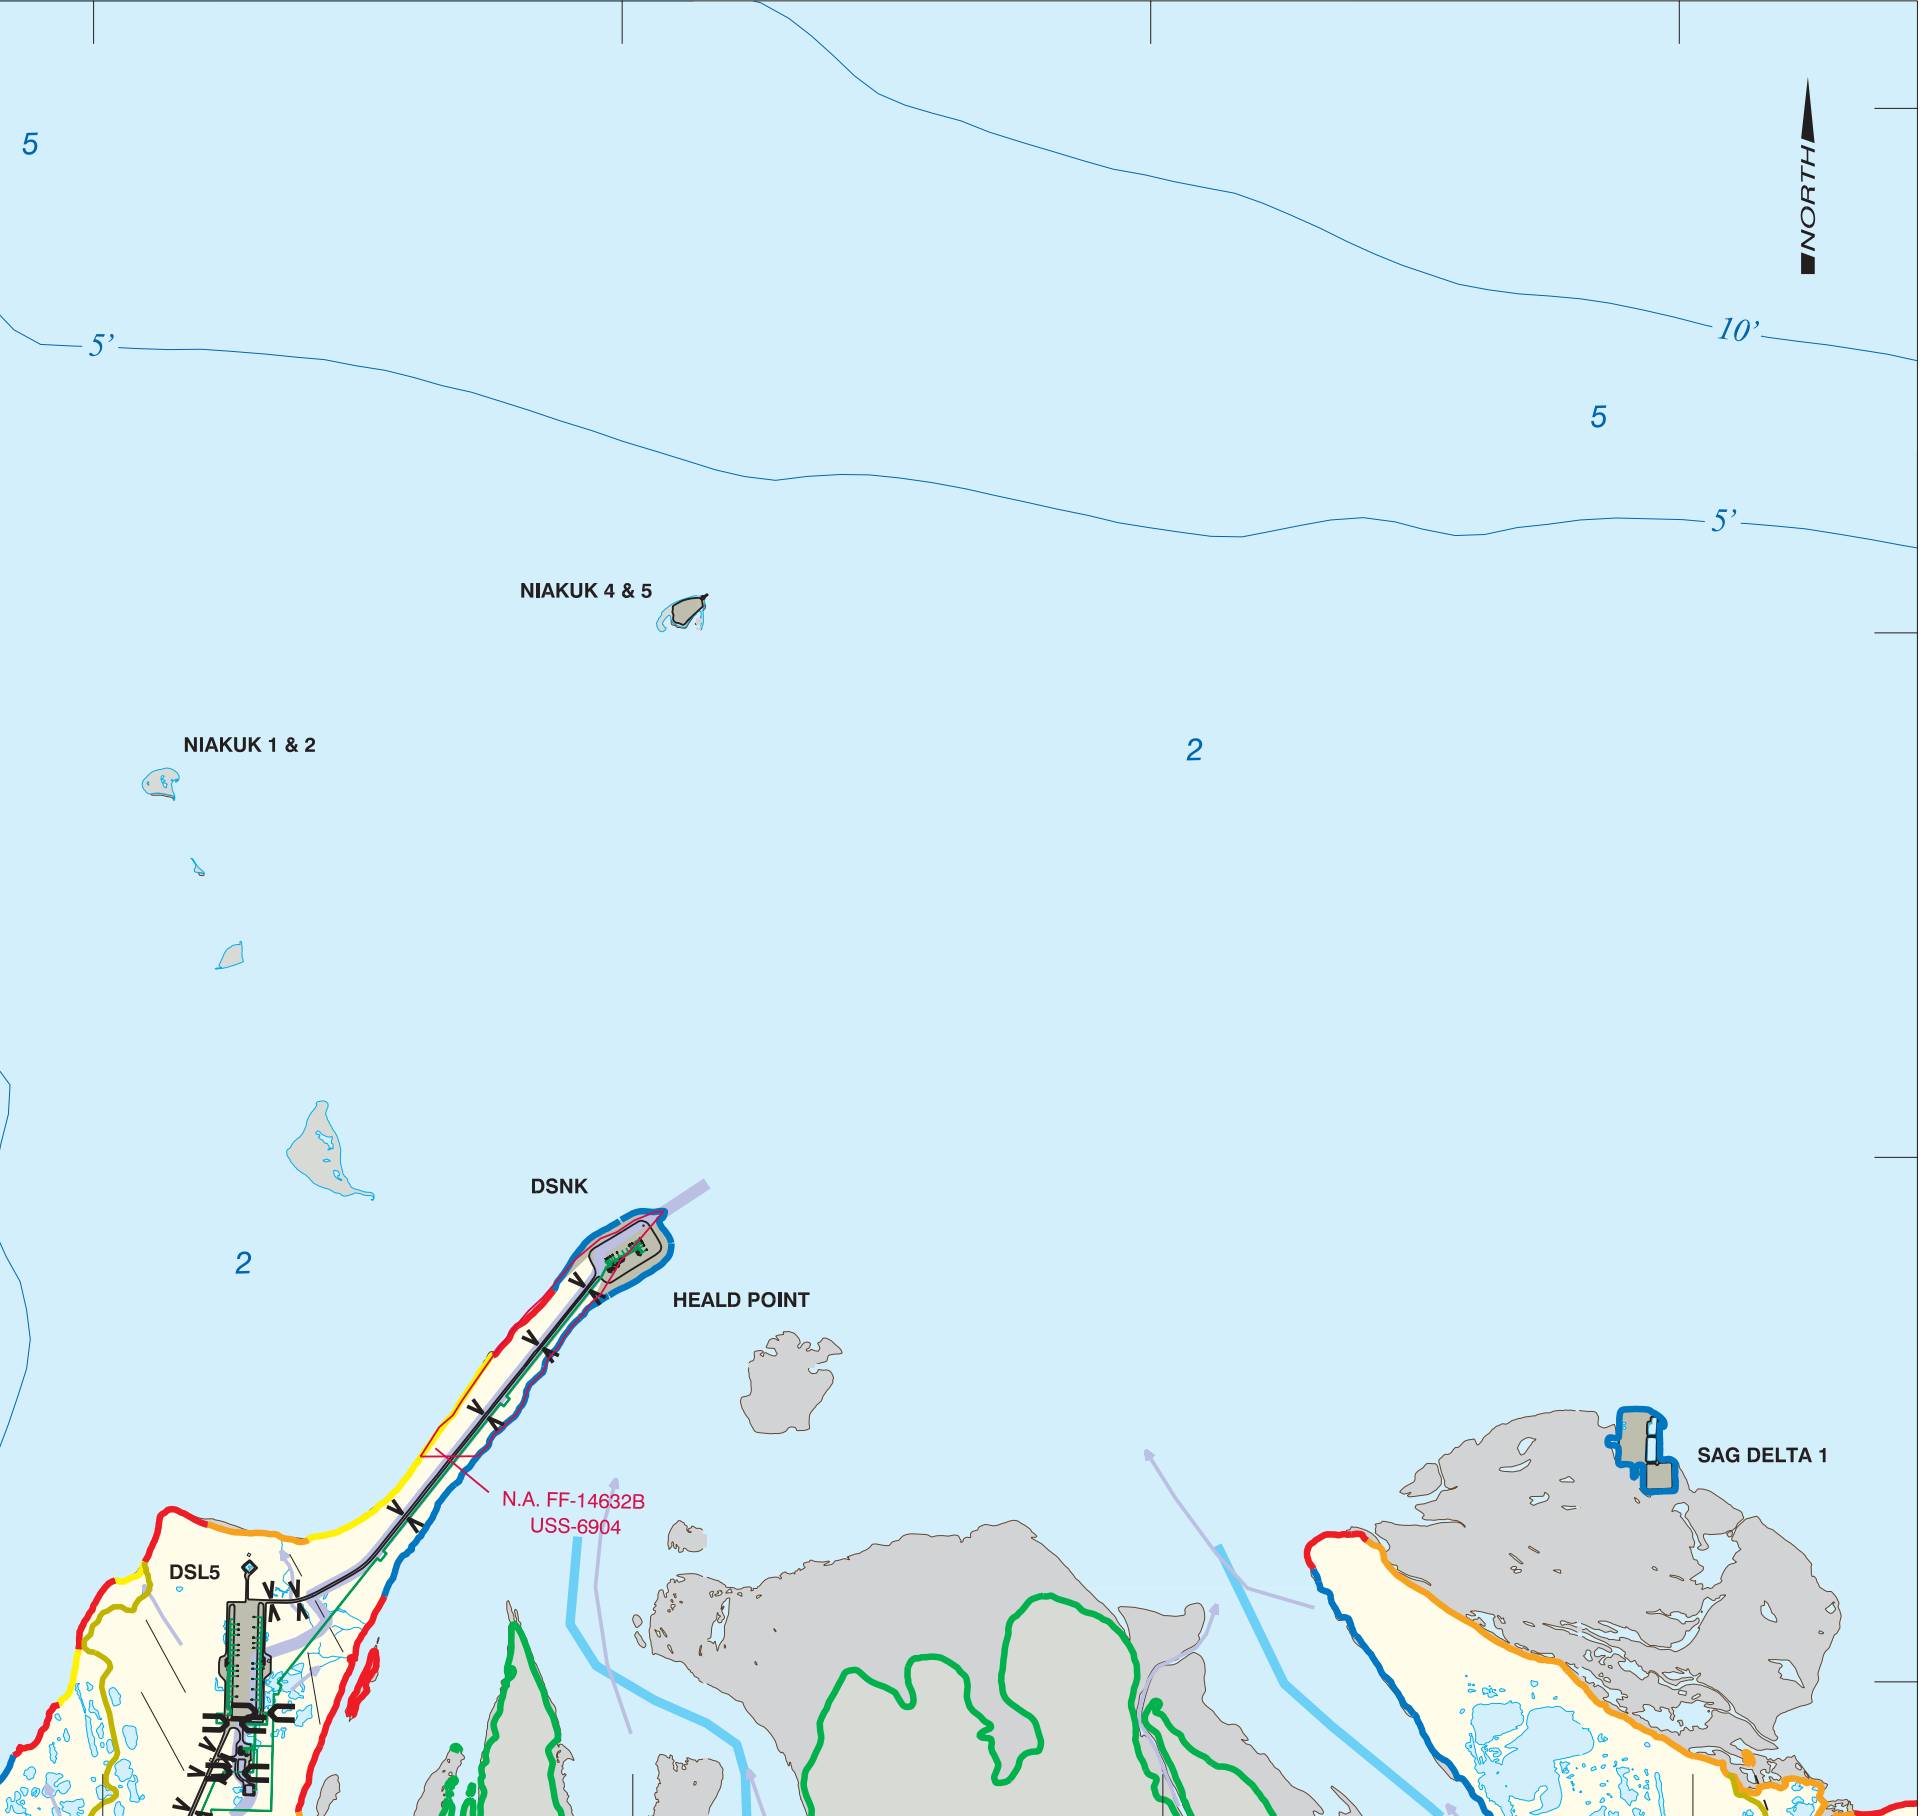 5
NORTH
5’
10’
5
5’
NIAKUK 4 & 5
NIAKUK 1 & 2
2
DSNK
2
HEALD POINT
SAG DELTA 1
N.A. FF-14632B
USS-6904
DSL5